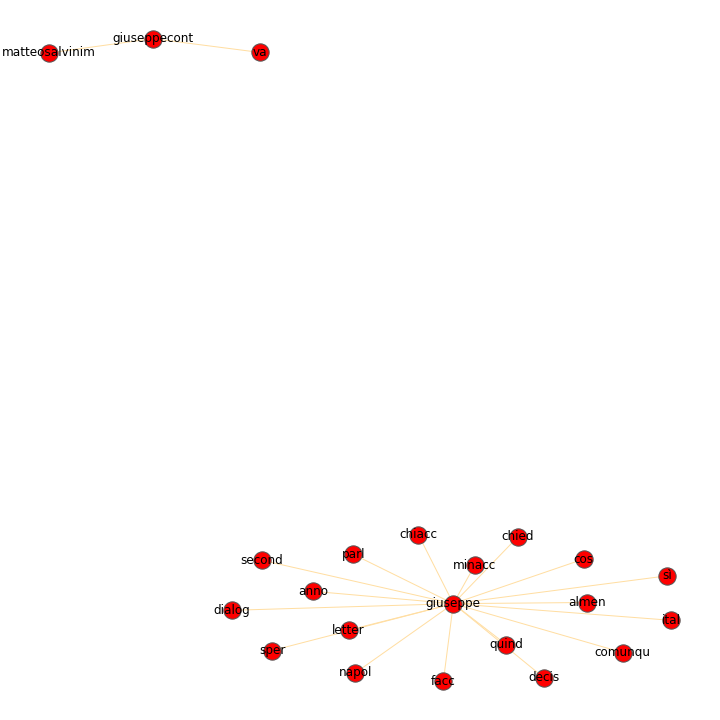 giuseppecont
matteosalvinim
va
chiacc
chied
parl
cos
second
minacc
si
anno
giuseppe
almen
dialog
ital
letter
quind
sper
comunqu
napol
decis
facc